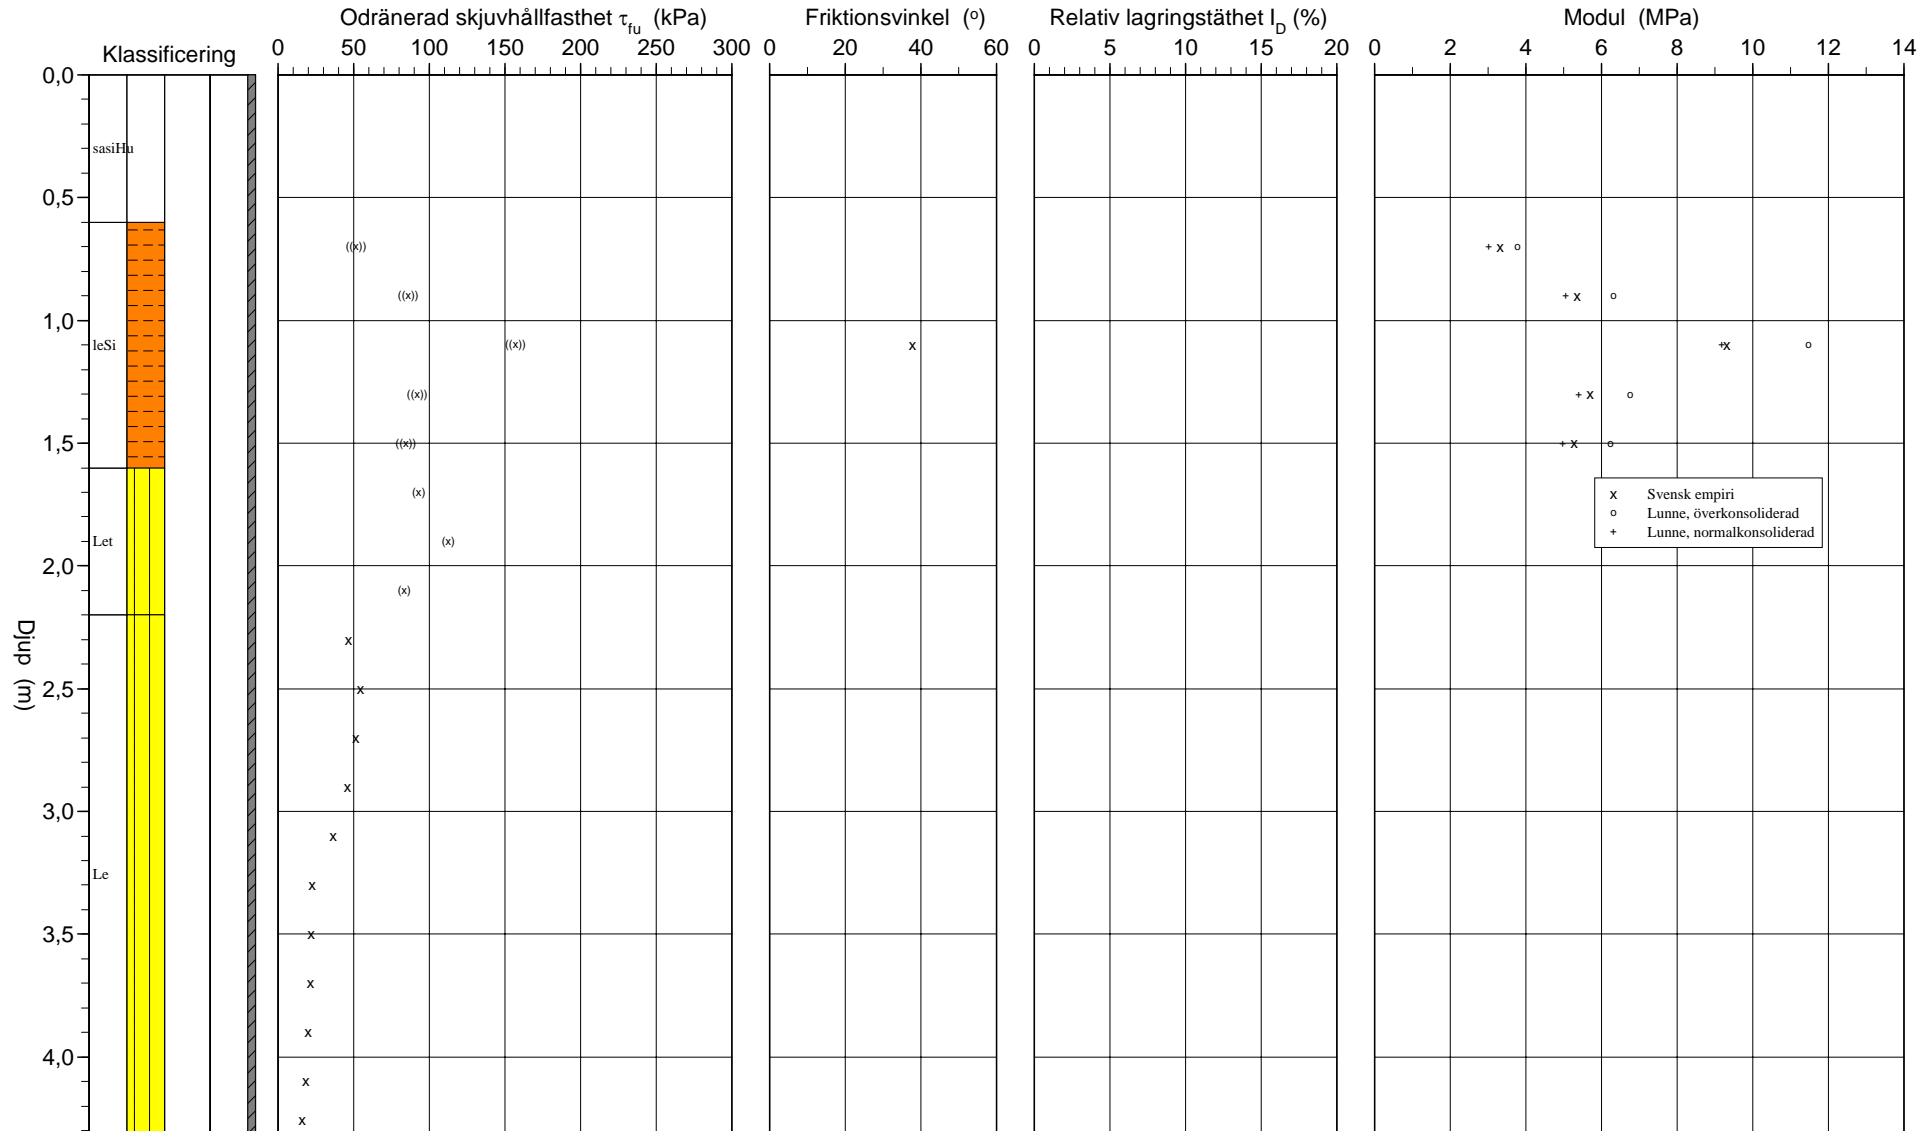 Odränerad skjuvhållfasthet τfu (kPa)
Friktionsvinkel (o)
Relativ lagringstäthet ID (%)
Modul (MPa)
Klassificering
0 50 100 150 200 250 300
0 20 40 60
0 5 10 15 20
0 2 4 6 8 10 12 14
0,0
sasiHu
0,5
((x))
+ x o
((x))
+ x o
1,0
leSi
((x))
x
+ x o
((x))
+ x o
1,5
((x))
+ x o
(x)
x Svensk empiri
o Lunne, överkonsoliderad
+ Lunne, normalkonsoliderad
Let
(x)
2,0
(x)
x
Djup (m)
2,5
x
x
x
3,0
x
Le
x
3,5
x
x
x
4,0
x
x